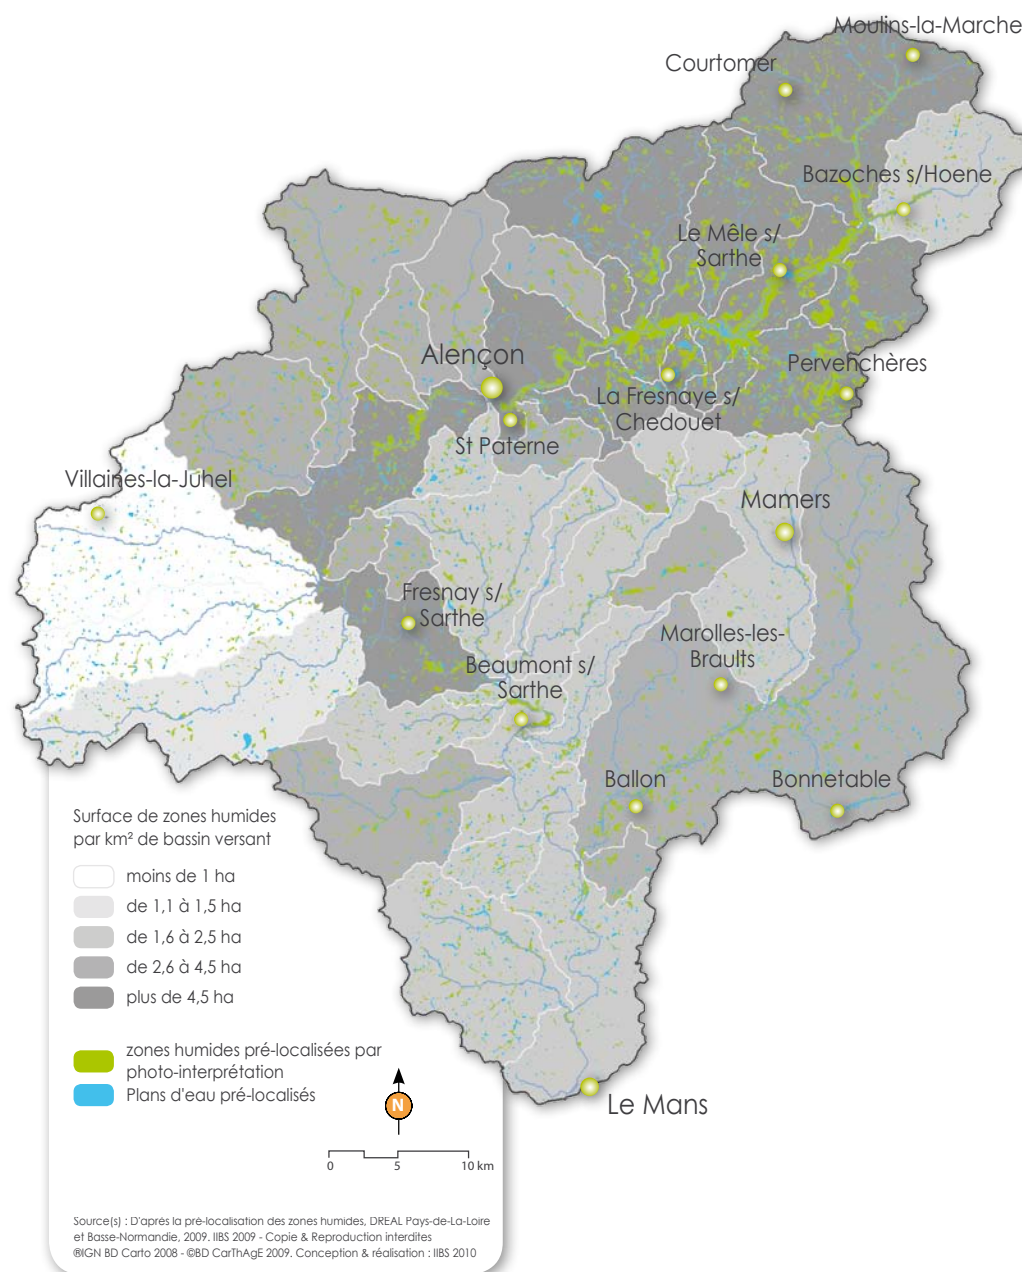 Moulins-la-Marche
Courtomer
Bazoches s/Hoene
Le Mêle s/
Sarthe
Alençon
Pervenchères
La Fresnaye s/
Chedouet
St Paterne
Villaines-la-Juhel
Mamers
Fresnay s/
Sarthe
Marolles-les-
Braults
Beaumont s/
Sarthe
Ballon
Bonnetable
Le Mans
Surface de zones humides
par km² de bassin versant
moins de 1 ha
de 1,1 à 1,5 ha
de 1,6 à 2,5 ha
de 2,6 à 4,5 ha
plus de 4,5 ha
zones humides pré-localisées par
photo-interprétation
Plans d'eau pré-localisés
N
0 5 10 km
Source(s) : D'après la pré-localisation des zones humides, DREAL Pays-de-La-Loire
et Basse-Normandie, 2009. IIBS 2009 - Copie & Reproduction interdites
®IGN BD Carto 2008 - ©BD CarThAgE 2009. Conception & réalisation : IIBS 2010